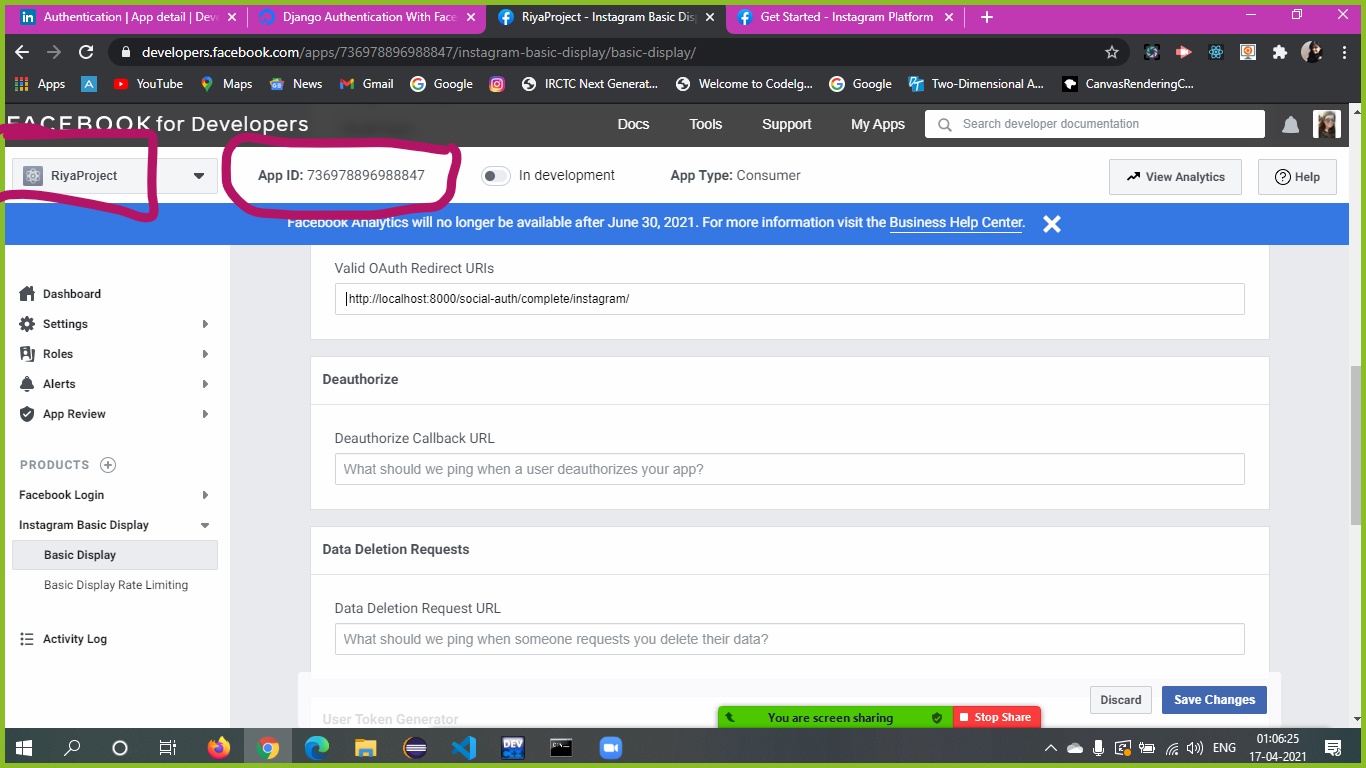 Authentication | App detail | Dev
Django Authentication With Face
RiyaProject - Instagram Basic Dis
Get Started - Instagram Platform
developers.facebook.com/apps/736978896988847/instagram-basic-display/basic-display/
Apps
YouTube
Maps
News
Gmail
Google
IRCTC Next Generat...
Welcome to Codelg...
Google
Two-Dimensional A...
CanvasRenderingC...
FACEBOOK for Developers
Docs
Tools
Support
My Apps
Search developer documentation
RiyaProject
App ID: 736978896988847
In development
App Type: Consumer
View Analytics
Help
Facebook Analytics will no longer be available after June 30, 2021. For more information visit the Business Help Center.
Dashboard
Settings
Roles
Alerts
App Review
PRODUCTS
Facebook Login
Instagram Basic Display
Basic Display
Basic Display Rate Limiting
Activity Log
Valid OAuth Redirect URIs
http://localhost:8000/social-auth/complete/instagram/
Deauthorize
Deauthorize Callback URL
What should we ping when a user deauthorizes your app?
Data Deletion Requests
Data Deletion Request URL
What should we ping when someone requests you delete their data?
User Token Generator
Discard
Save Changes
You are screen sharing
Stop Share
DEV
ENG
01:06:25
17-04-2021